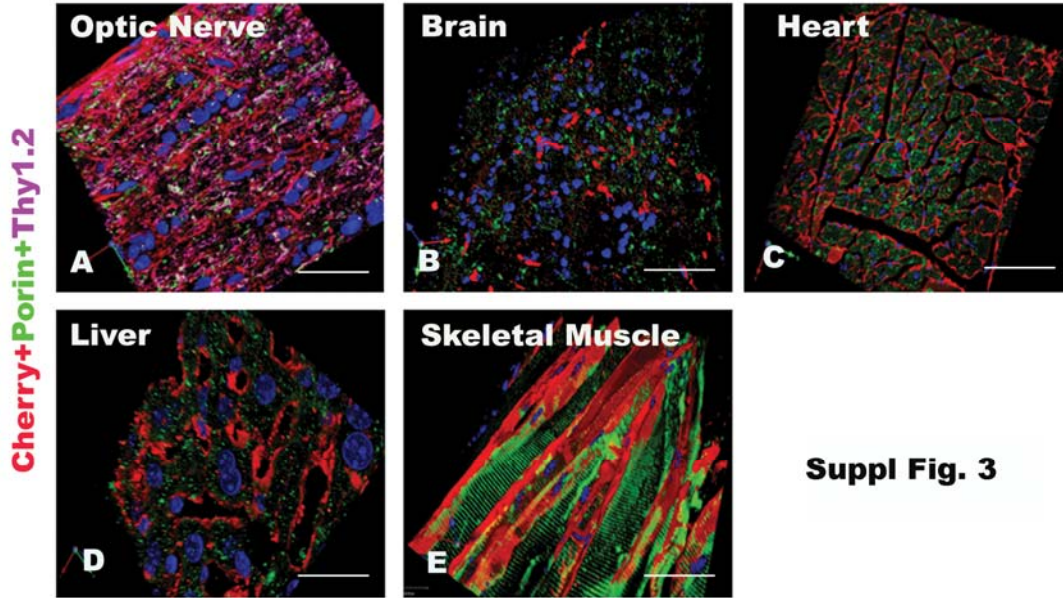 Cherry+Porin+Thy1.2
Optic Nerve
A
Brain
B
Heart
C
Liver
D
Skeletal Muscle
E
Suppl Fig. 3